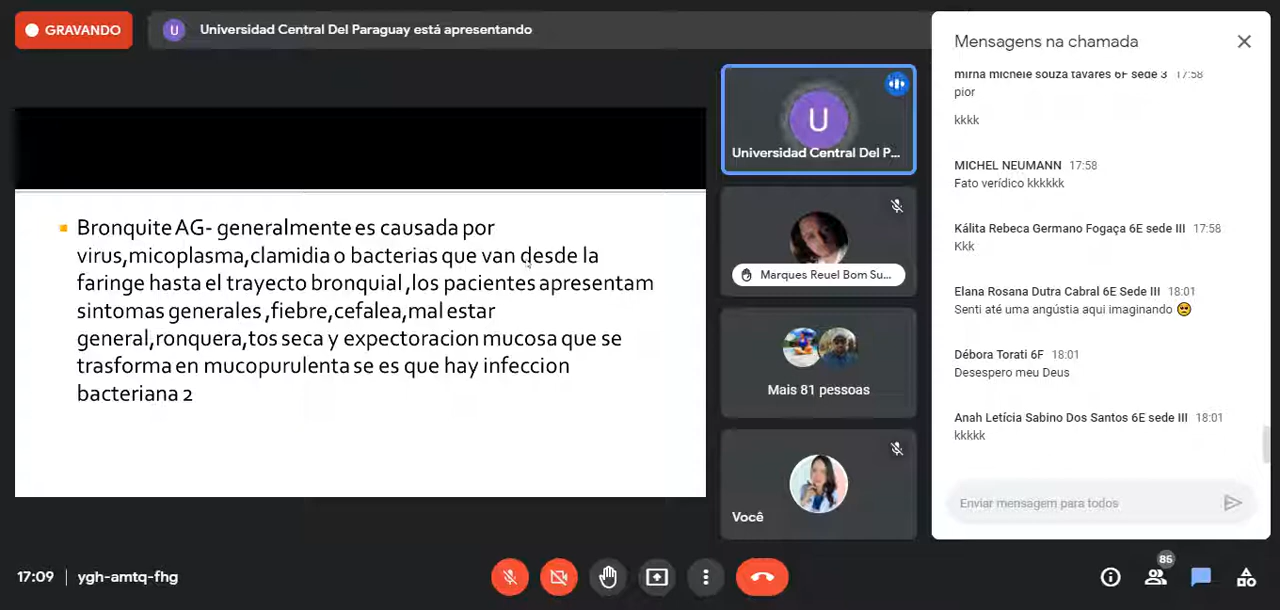 GRAVANDO
U
Universidad Central Del Paraguay está apresentando
Bronquite AG- generalmente es causada por
virus,micoplasma,clamidia o bacterias que van desde la
faringe hasta el trayecto bronquial ,los pacientes apresentam
sintomas generales ,fiebre,cefalea,mal estar
general,ronquera,tos seca y expectoracion mucosa que se
trasforma en mucopurulenta se es que hay infeccion
bacteriana 2
U
Universidad Central Del P...
Marques Reuel Bom Su...
Mais 81 pessoas
Você
Mensagens na chamada
mirna michele souza tavares 6F sede 3 17:58
pior
kkkk
MICHEL NEUMANN 17:58
Fato verídico kkkkkk
Kálita Rebeca Germano Fogaça 6E sede III 17:58
Kkk
Elana Rosana Dutra Cabral 6E Sede III 18:01
Senti até uma angústia aqui imaginando 🥺
Débora Torati 6F 18:01
Desespero meu Deus
Anah Letícia Sabino Dos Santos 6E sede III 18:01
kkkkk
Enviar mensagem para todos
17:09 | ygh-amtq-fhg
85